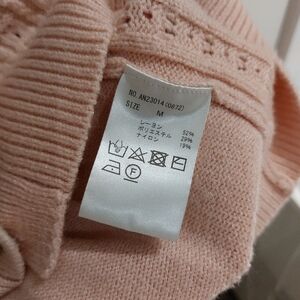 NO. AN23014(0872)
SIZE M
レーヨン 52%
ポリエステル 29%
ナイロン 19%
F